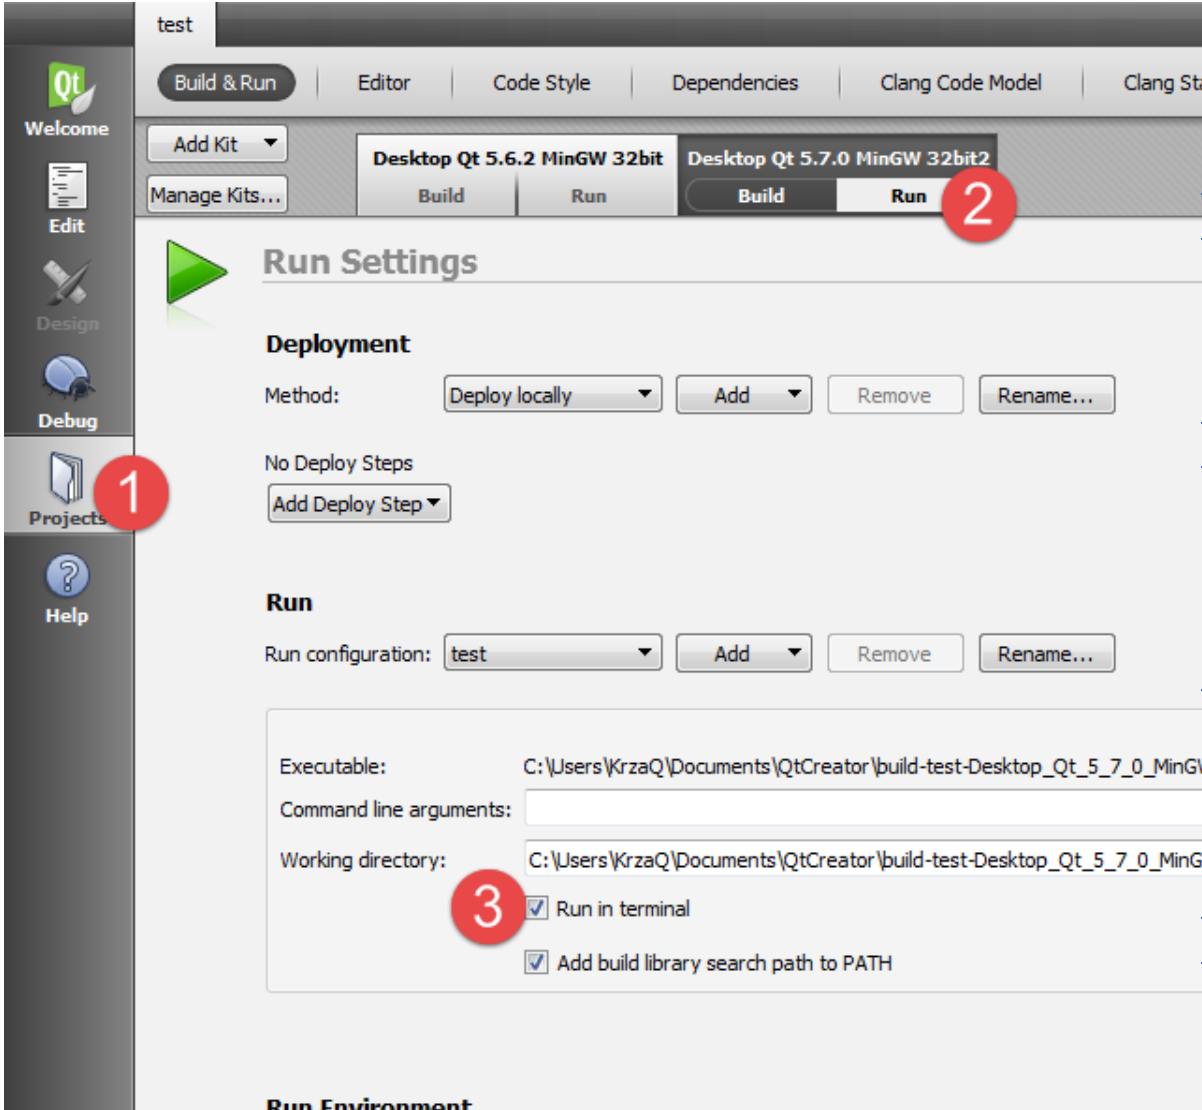 test
Build & Run Editor Code Style Dependencies Clang Code Model Clang Sta
Qt
Welcome
Add Kit
Manage Kits...
Desktop Qt 5.6.2 MinGW 32bit Desktop Qt 5.7.0 MinGW 32bit2
Build Run Build Run 2
Edit
Run Settings
Design
Deployment
Method: Deploy locally Add Remove Rename...
Debug
No Deploy Steps
1
Add Deploy Step
Projects
Help
Run
Run configuration: test Add Remove Rename...
Executable: C:\Users\KrzaQ\Documents\QtCreator\build-test-Desktop_Qt_5_7_0_MinGW
Command line arguments:
Working directory: C:\Users\KrzaQ\Documents\QtCreator\build-test-Desktop_Qt_5_7_0_MinG
3 Run in terminal
Add build library search path to PATH
Run Environment